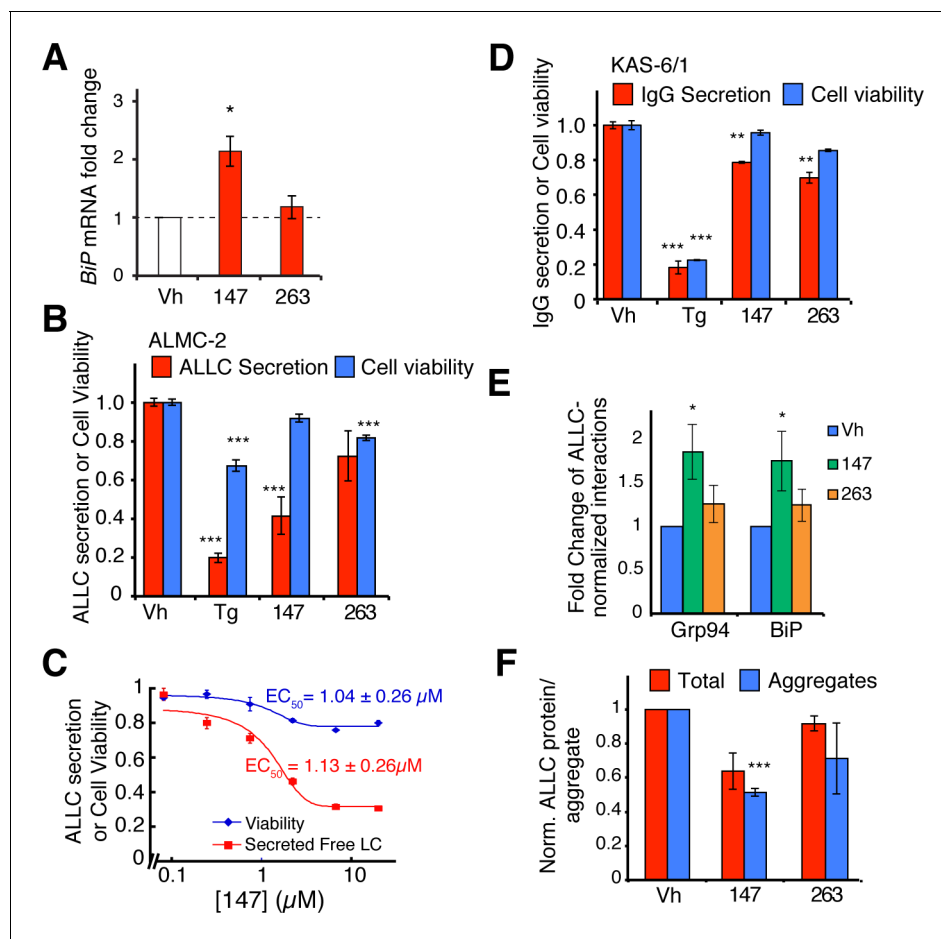 A
BiP mRNA fold change
3
2
1
0
*
Vh 147 263
B
ALMC-2
ALLC Secretion Cell viability
ALLC secretion or Cell Viability
1.0
0.8
0.6
0.4
0.2
0
*** *** *** ***
Vh Tg 147 263
C
ALLC secretion
or Cell Viability
1
0.8
0.6
0.4
0.2
0
EC50= 1.04 ± 0.26 μM
EC50= 1.13 ± 0.26μM
Viability
Secreted Free LC
0.1 1 10
[147] (μM)
D
KAS-6/1
IgG Secretion Cell viability
IgG secretion or Cell viability
1.0
0.8
0.6
0.4
0.2
0
*** *** ** **
Vh Tg 147 263
E
Fold Change of ALLC-
normalized interactions
2
1.5
1
1.5
0
* *
Vh
147
263
Grp94 BiP
F
Total Aggregates
Norm. ALLC protein/
aggregate
1
0.8
0.6
0.4
0.2
0
***
Vh 147 263